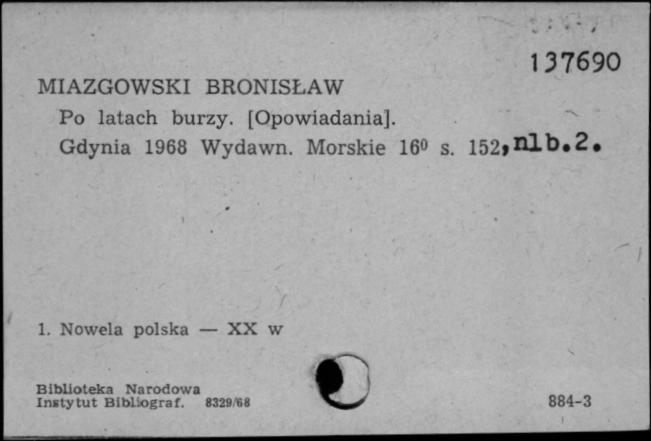 137690
MIAZGOWSKI BRONISŁAW
Po latach burzy. [Opowiadania].
Gdynia 1968 Wydawn. Morskie 16⁰ s. 152, nlb.2.
1. Nowela polska — XX w
Biblioteka Narodowa
Instytut Bibliograf. 8329/68
884-3